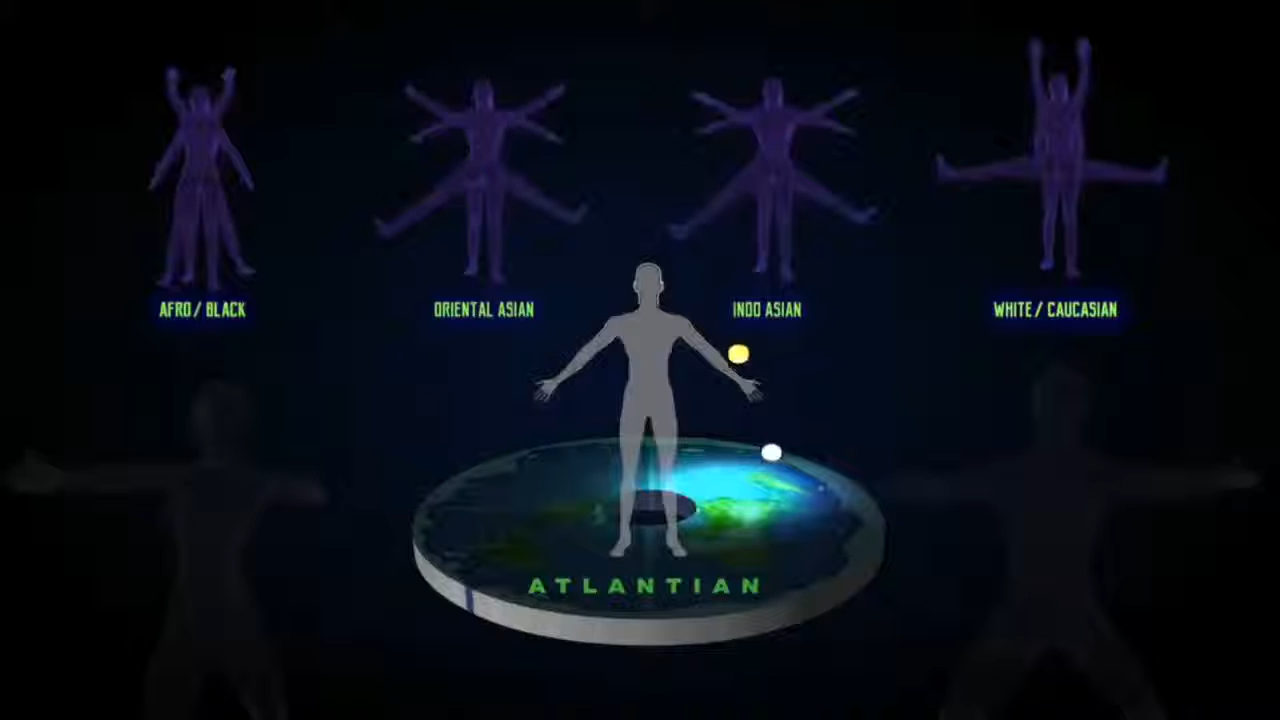 AFRO / BLACK
ORIENTAL ASIAN
INDO ASIAN
WHITE / CAUCASIAN
ATLANTIAN